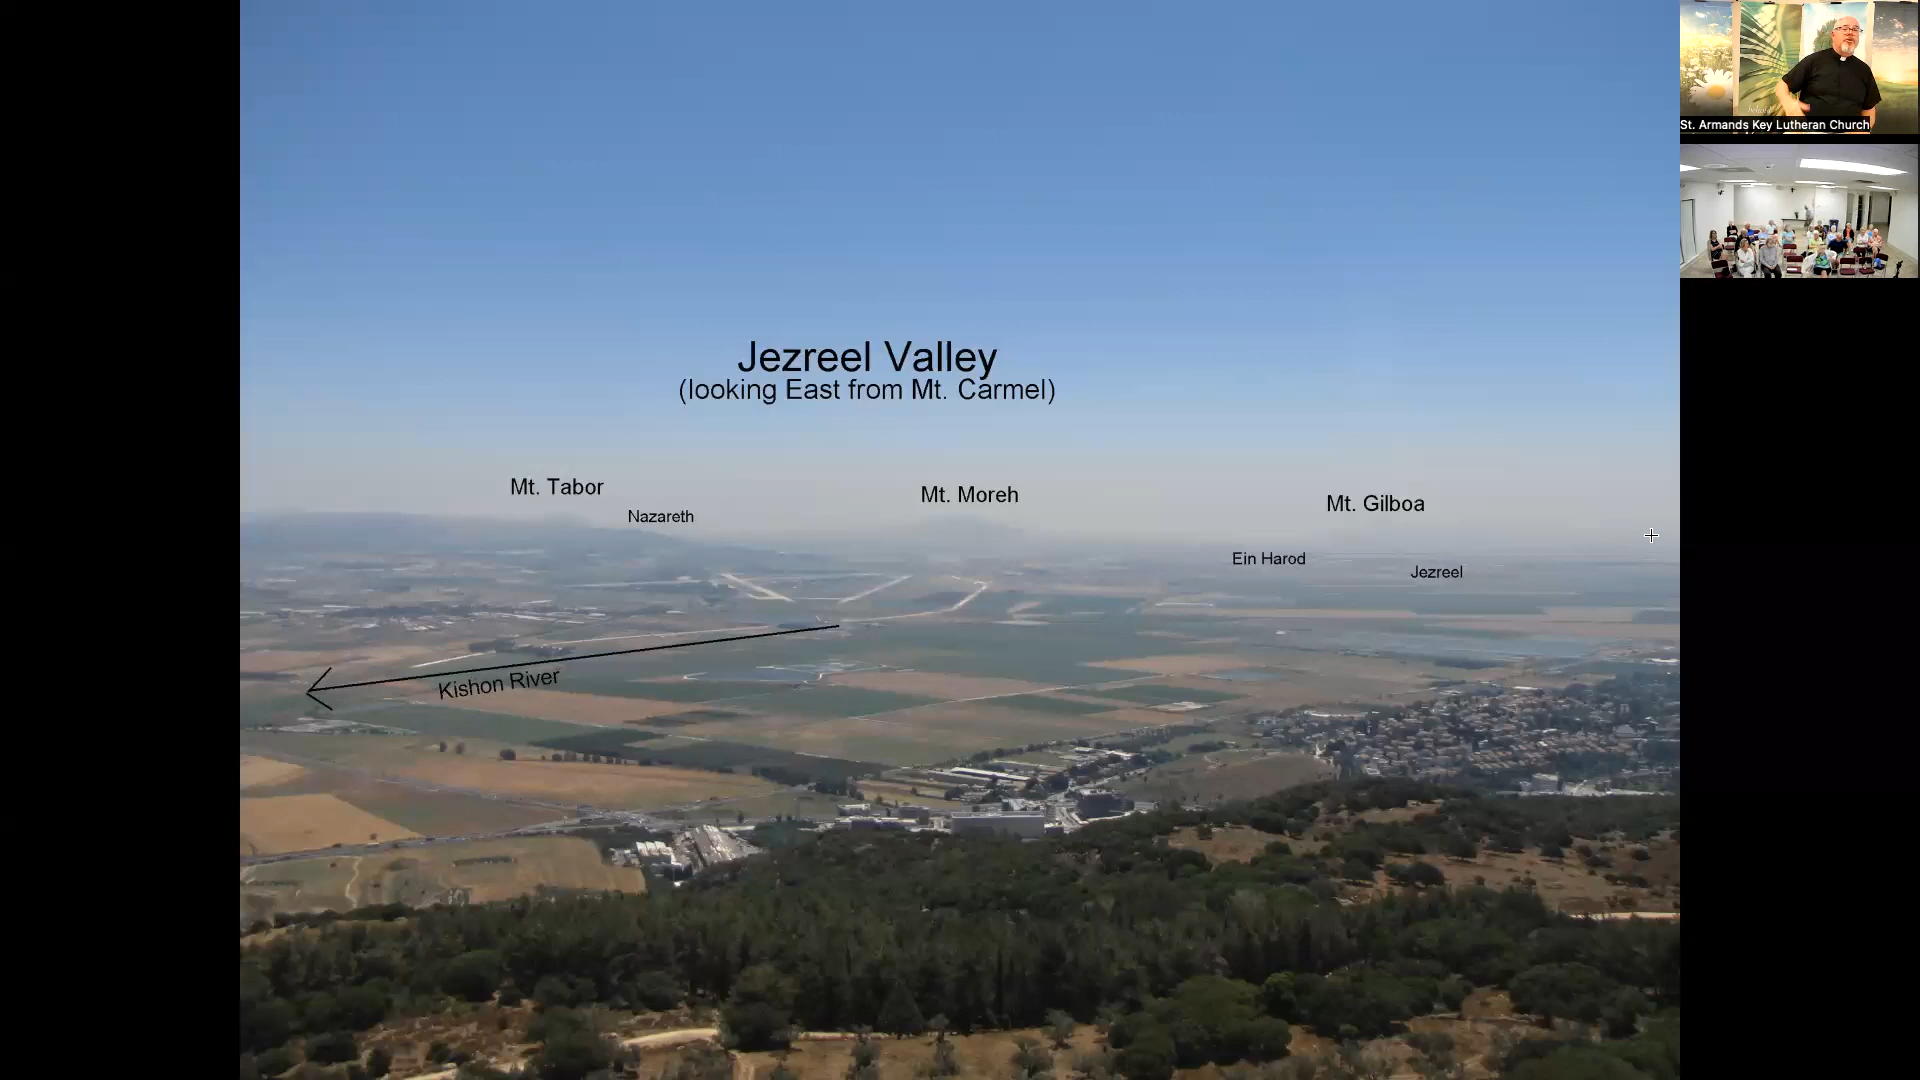 Jezreel Valley
(looking East from Mt. Carmel)
Mt. Tabor
Mt. Moreh
Mt. Gilboa
Nazareth
Ein Harod
Jezreel
Kishon River
behold
St. Armands Key Lutheran Church